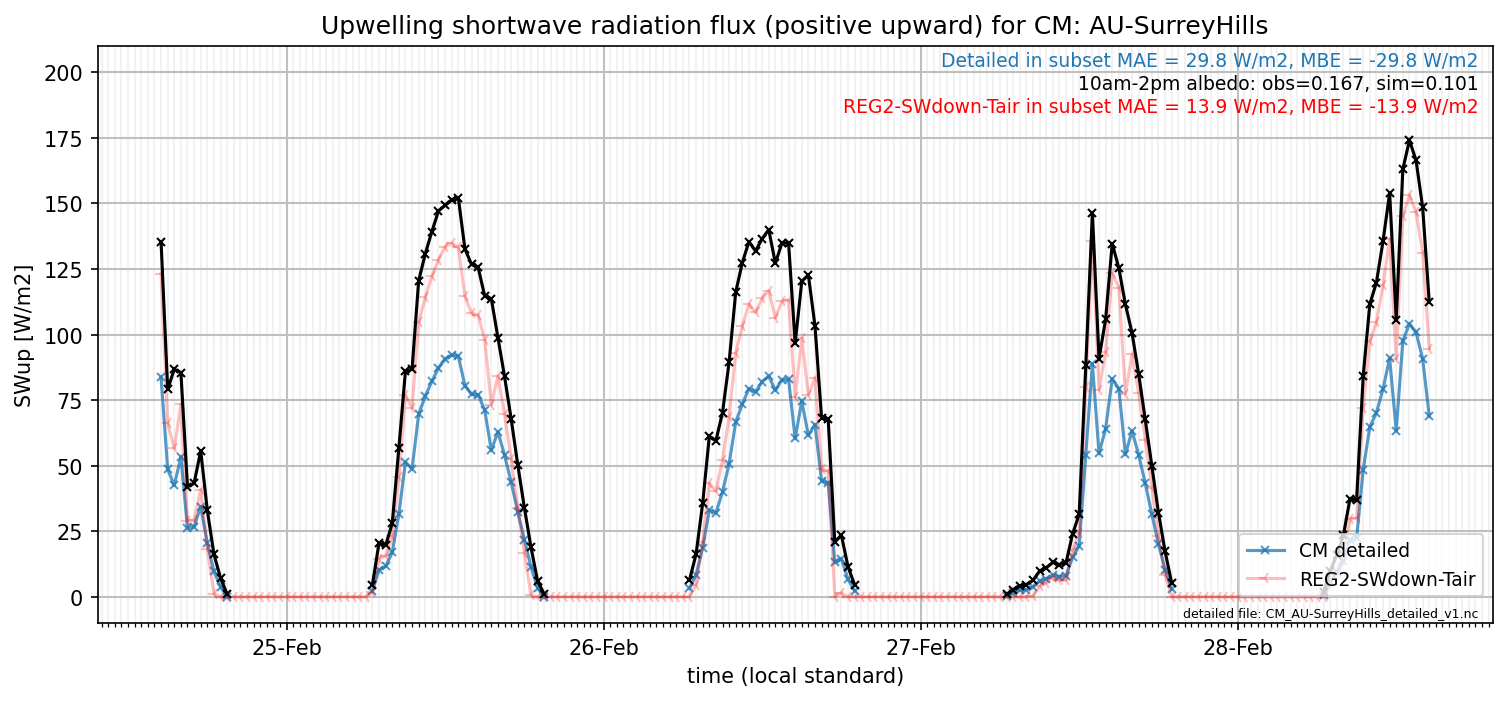 Upwelling shortwave radiation flux (positive upward) for CM: AU-SurreyHills
Detailed in subset MAE = 29.8 W/m2, MBE = -29.8 W/m2
10am-2pm albedo: obs=0.167, sim=0.101
REG2-SWdown-Tair in subset MAE = 13.9 W/m2, MBE = -13.9 W/m2
SWup [W/m2]
200
175
150
125
100
75
50
25
0
CM detailed
REG2-SWdown-Tair
detailed file: CM_AU-SurreyHills_detailed_v1.nc
25-Feb
26-Feb
27-Feb
28-Feb
time (local standard)